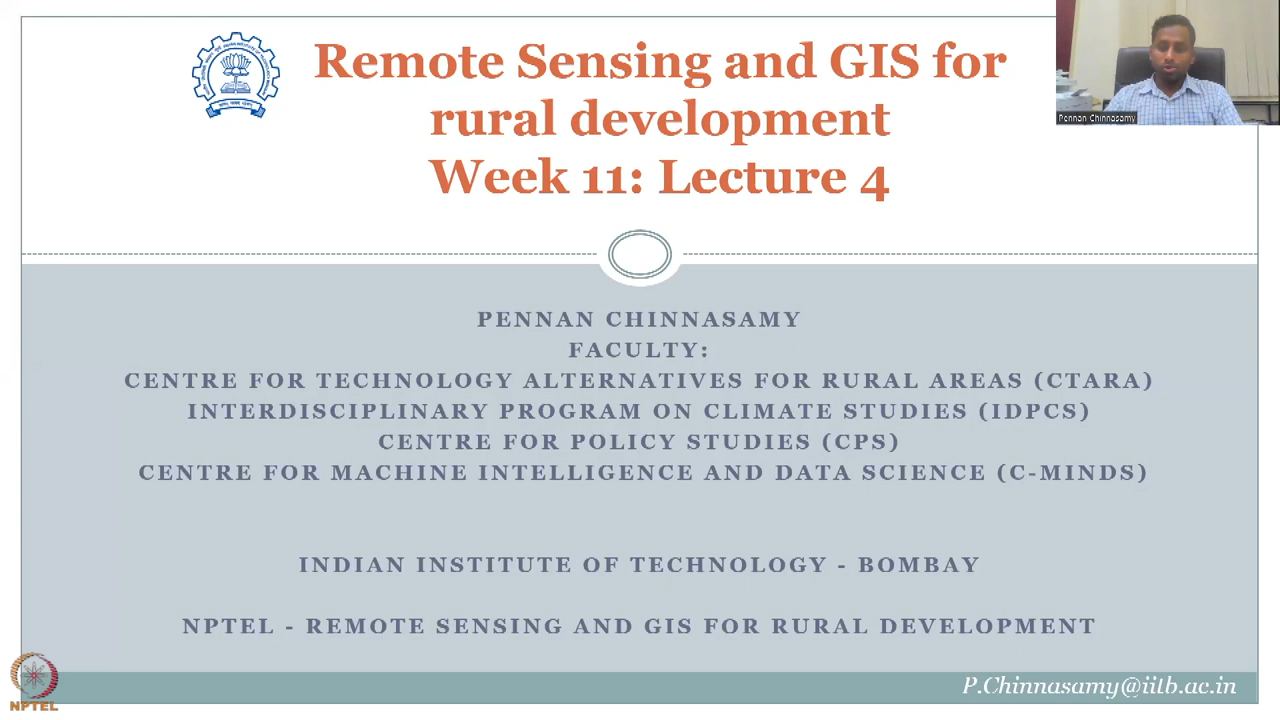 Remote Sensing and GIS for
rural development
Week 11: Lecture 4
Pennan Chinnasamy
PENNAN CHINNASAMY
FACULTY:
CENTRE FOR TECHNOLOGY ALTERNATIVES FOR RURAL AREAS (CTARA)
INTERDISCIPLINARY PROGRAM ON CLIMATE STUDIES (IDPCS)
CENTRE FOR POLICY STUDIES (CPS)
CENTRE FOR MACHINE INTELLIGENCE AND DATA SCIENCE (C-MINDS)
INDIAN INSTITUTE OF TECHNOLOGY - BOMBAY
NPTEL - REMOTE SENSING AND GIS FOR RURAL DEVELOPMENT
P.Chinnasamy@iitb.ac.in
NPTEL